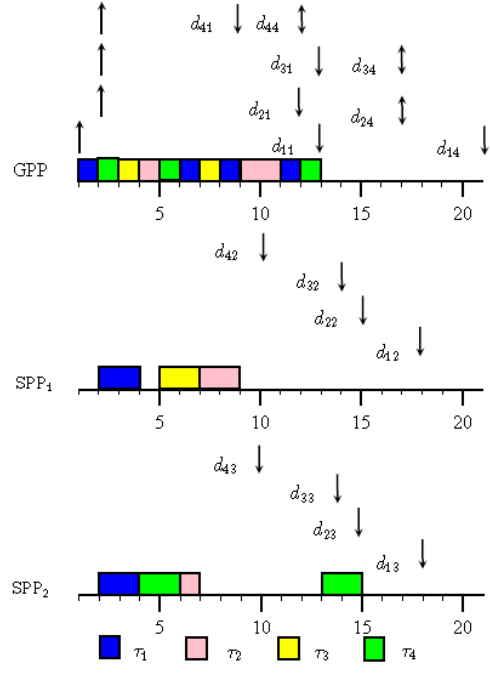 d41 d44
d31 d34
d21 d24
d11 d14
GPP
5 10 15 20
d42
d32
d22
d12
SPP1
5 10 15 20
d43
d33
d23
d13
SPP2
5 10 15 20
τ1 τ2 τ3 τ4